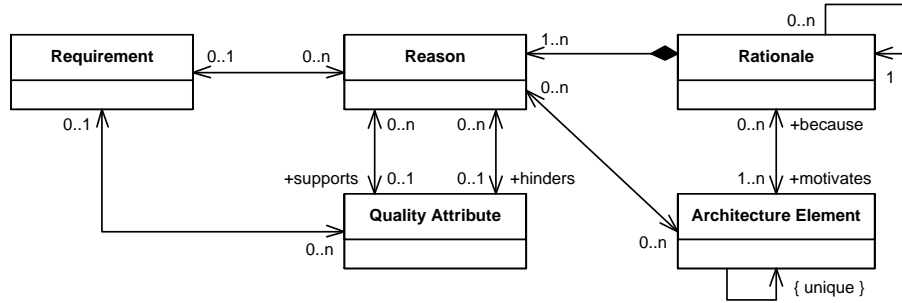 0..n
Requirement
0..1
0..n
Reason
1..n
Rationale
1
0..n
0..1
0..n
0..n
0..n
+because
+supports
0..1
0..1
+hinders
1..n
+motivates
Quality Attribute
Architecture Element
0..n
0..n
{ unique }